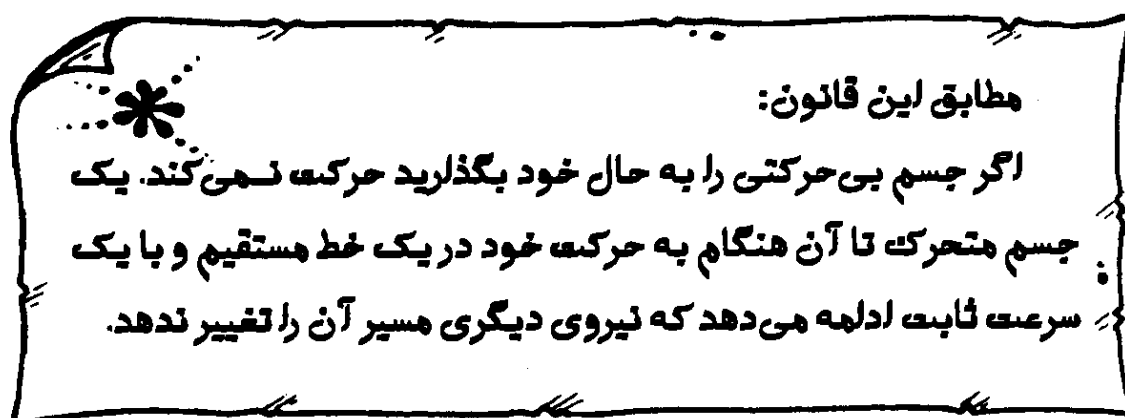 مطابق این قانون:
اگر جسم بی‌حرکتی را به حال خود بگذارید حرکت نمی‌کند. یک
جسم متحرک تا آن هنگام به حرکت خود در یک خط مستقیم و با یک
سرعت ثابت ادامه می‌دهد که نیروی دیگری مسیر آن را تغییر ندهد.